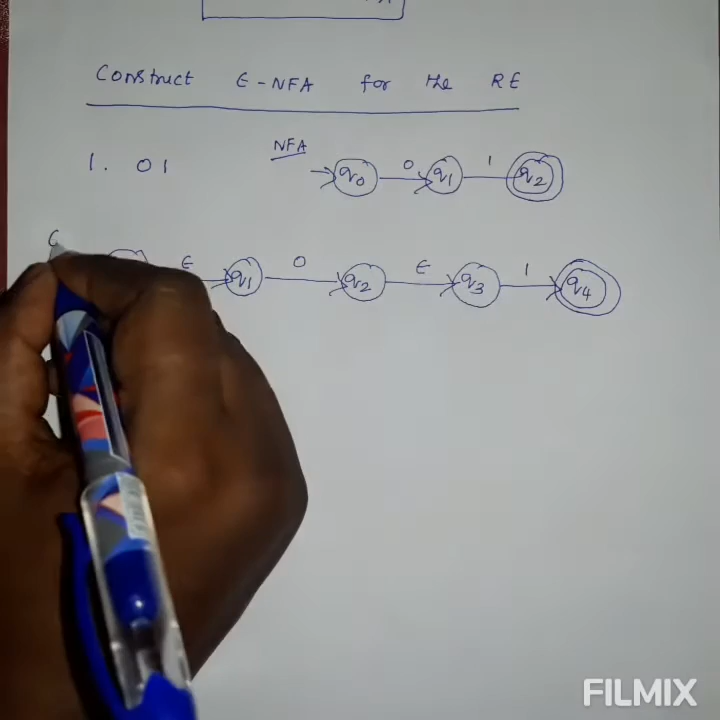 Construct ε-NFA for the RE
1. 01 NFA q0 0 q1 1 q2
ε q1 0 q2 ε q3 1 q4
FILMIX